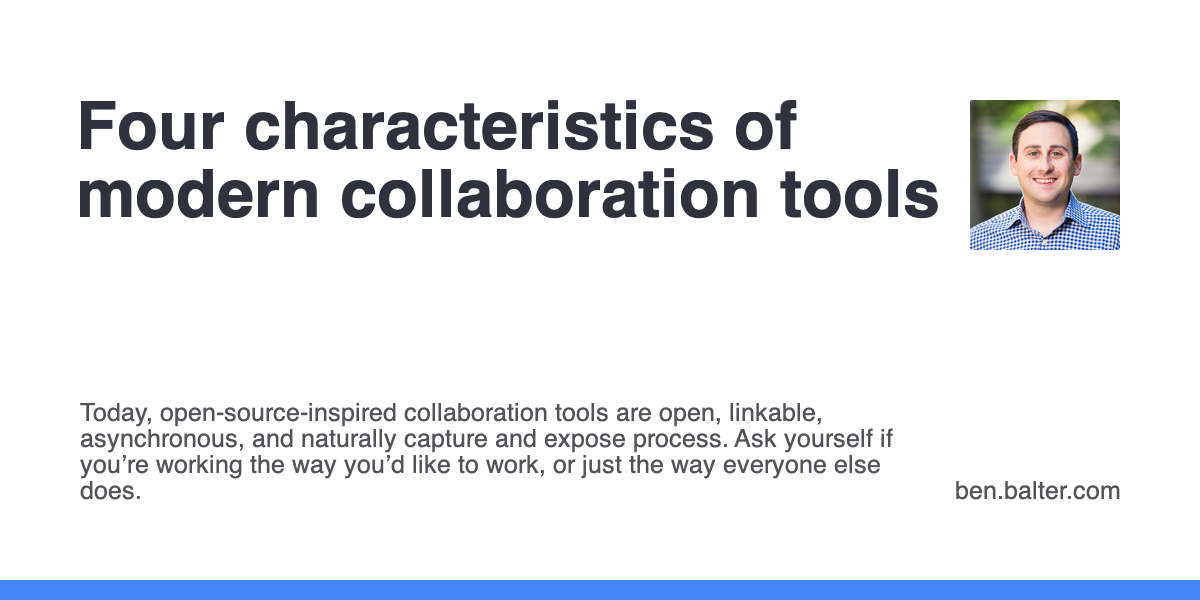 Four characteristics of
modern collaboration tools
Today, open-source-inspired collaboration tools are open, linkable,
asynchronous, and naturally capture and expose process. Ask yourself if
you’re working the way you’d like to work, or just the way everyone else
does.
ben.balter.com